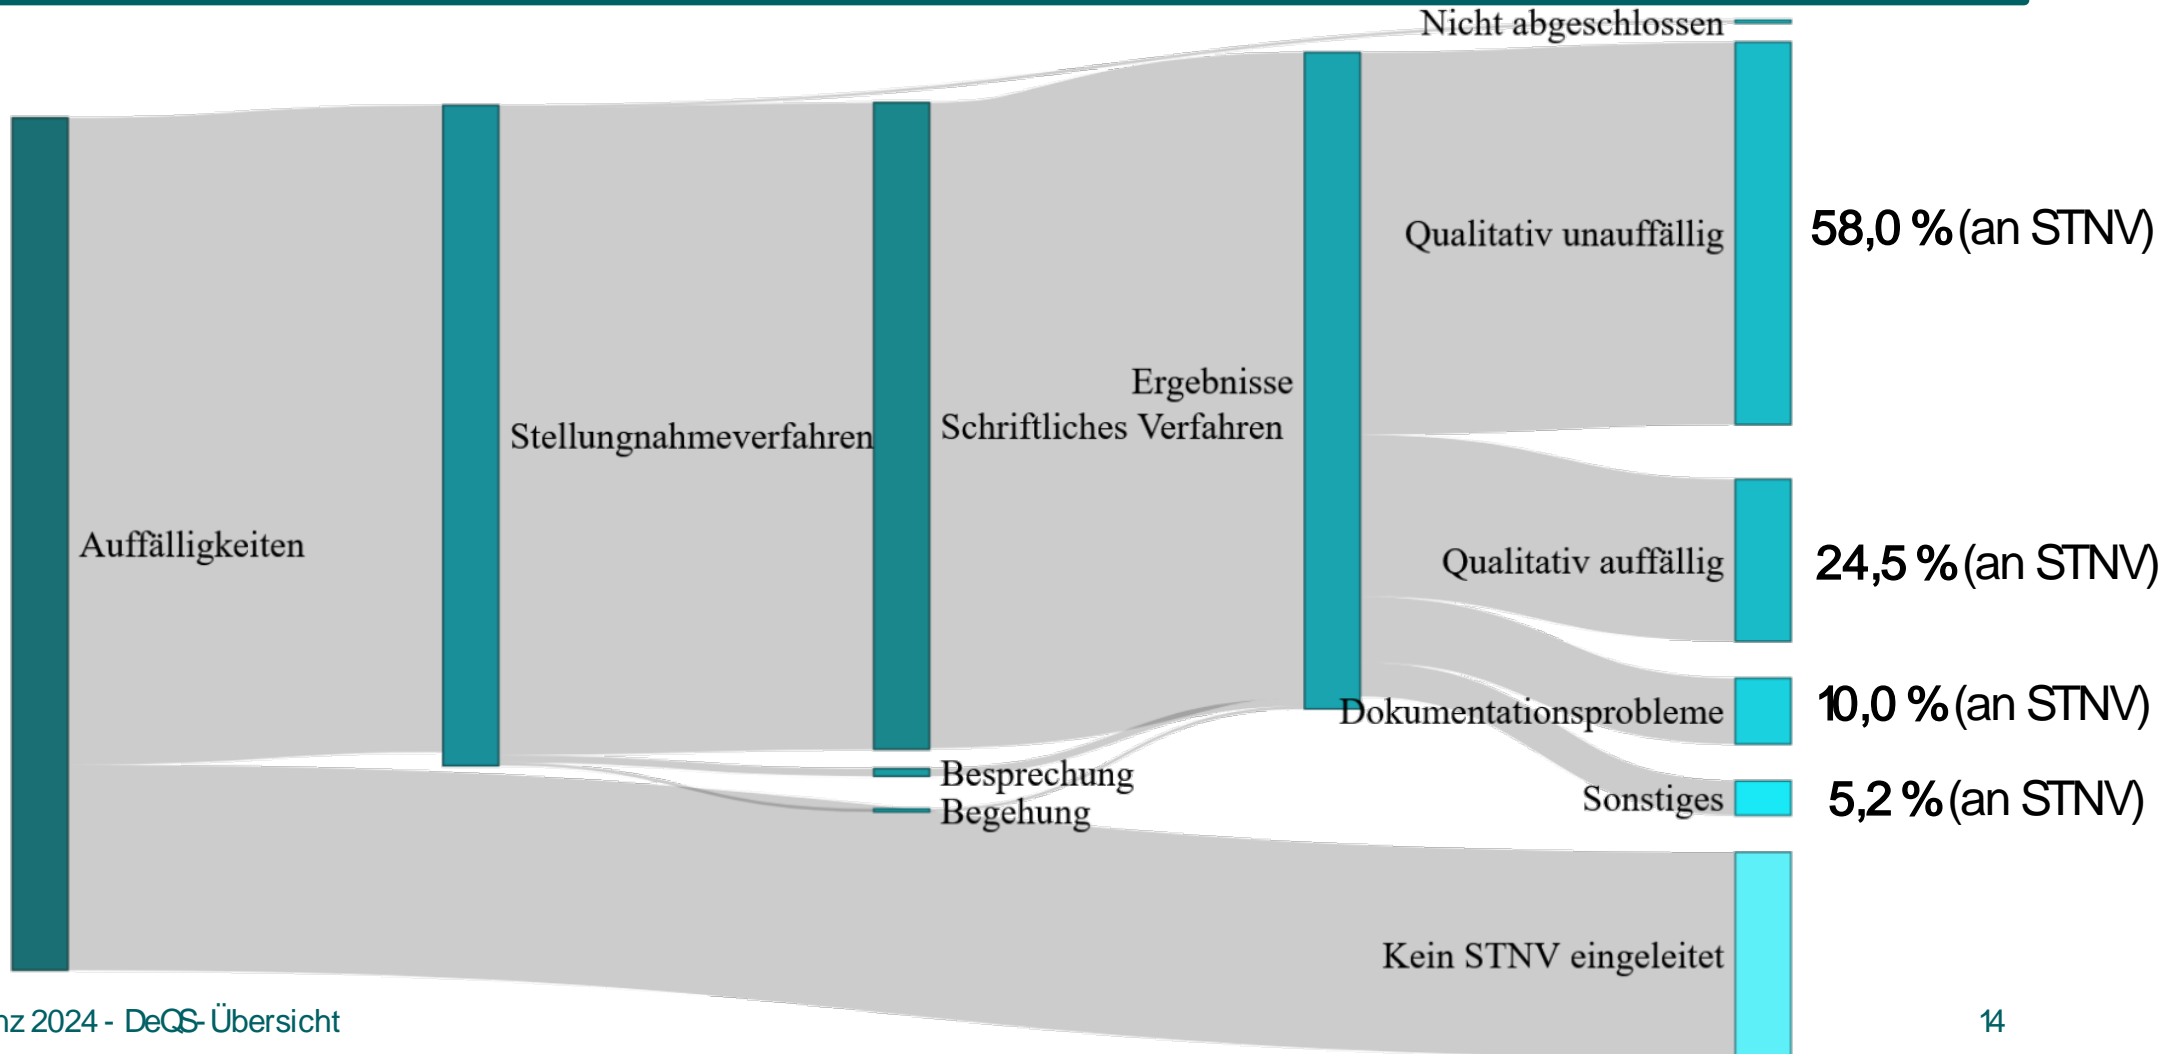 Nicht abgeschlossen
Qualitativ unauffällig
58,0 % (an STNV)
Ergebnisse
Schriftliches Verfahren
Stellungnahmeverfahren
Auffälligkeiten
Qualitativ auffällig
24,5 % (an STNV)
Dokumentationsprobleme
10,0 % (an STNV)
Besprechung
Begehung
Sonstiges
5,2 % (an STNV)
Kein STNV eingeleitet
nz 2024 - DeQS-Übersicht
14